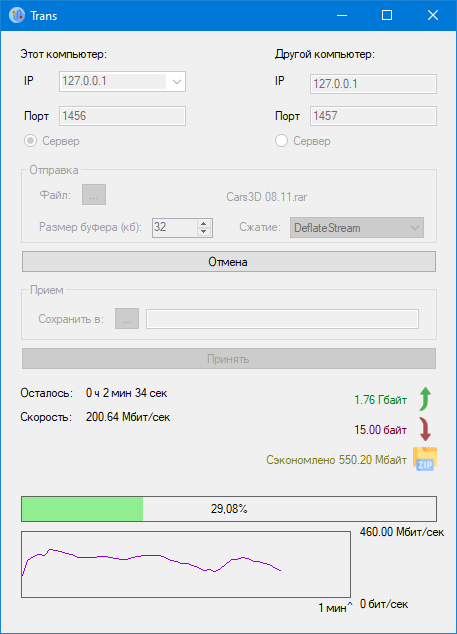 Trans
Этот компьютер:
Другой компьютер:
IP 127.0.0.1
IP 127.0.0.1
Порт 1456
Порт 1457
Сервер
Сервер
Отправка
Файл: ... Cars3D 08.11.rar
Размер буфера (кб): 32 Сжатие: DeflateStream
Отмена
Прием
Сохранить в: ...
Принять
Осталось: 0 ч 2 мин 34 сек
1.76 Гбайт
Скорость: 200.64 Мбит/сек
15.00 байт
Сэкономлено 550.20 Мбайт
ZIP
29,08%
460.00 Мбит/сек
1 мин^
0 бит/сек